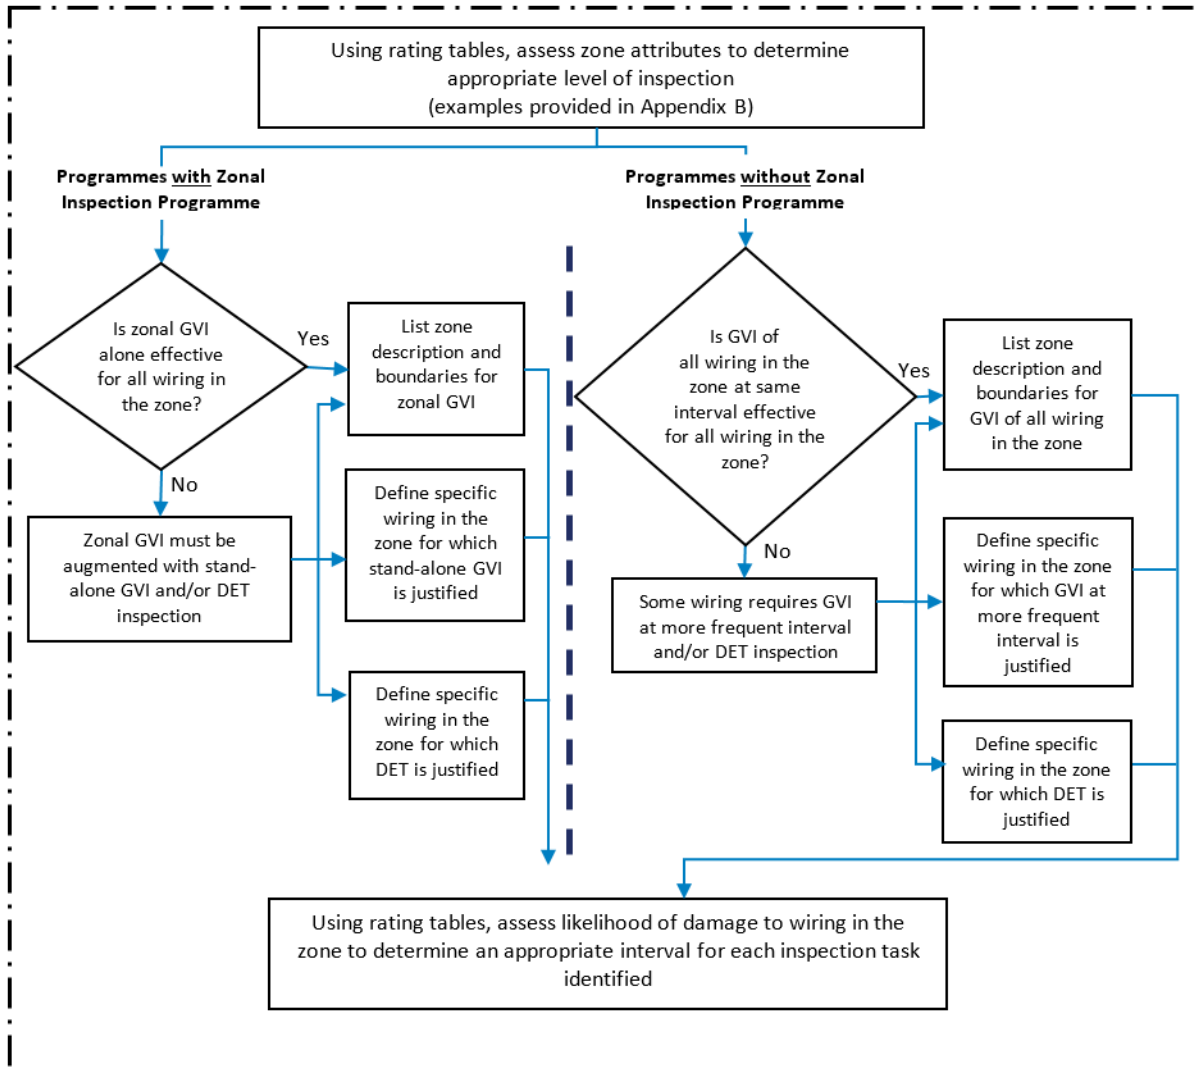 Using rating tables, assess zone attributes to determine
appropriate level of inspection
(examples provided in Appendix B)
Programmes with Zonal
Inspection Programme
Is zonal GVI
alone effective
for all wiring in
the zone?
Yes
List zone
description and
boundaries for
zonal GVI
No
Zonal GVI must be
augmented with stand-
alone GVI and/or DET
inspection
Define specific
wiring in the
zone for which
stand-alone GVI
is justified
Define specific
wiring in the
zone for which
DET is justified
Programmes without Zonal
Inspection Programme
Is GVI of
all wiring in the
zone at same
interval effective
for all wiring in the
zone?
Yes
List zone
description and
boundaries for
GVI of all wiring
in the zone
No
Some wiring requires GVI
at more frequent interval
and/or DET inspection
Define specific
wiring in the zone
for which GVI at
more frequent
interval is
justified
Define specific
wiring in the zone
for which DET is
justified
Using rating tables, assess likelihood of damage to wiring in the
zone to determine an appropriate interval for each inspection task
identified